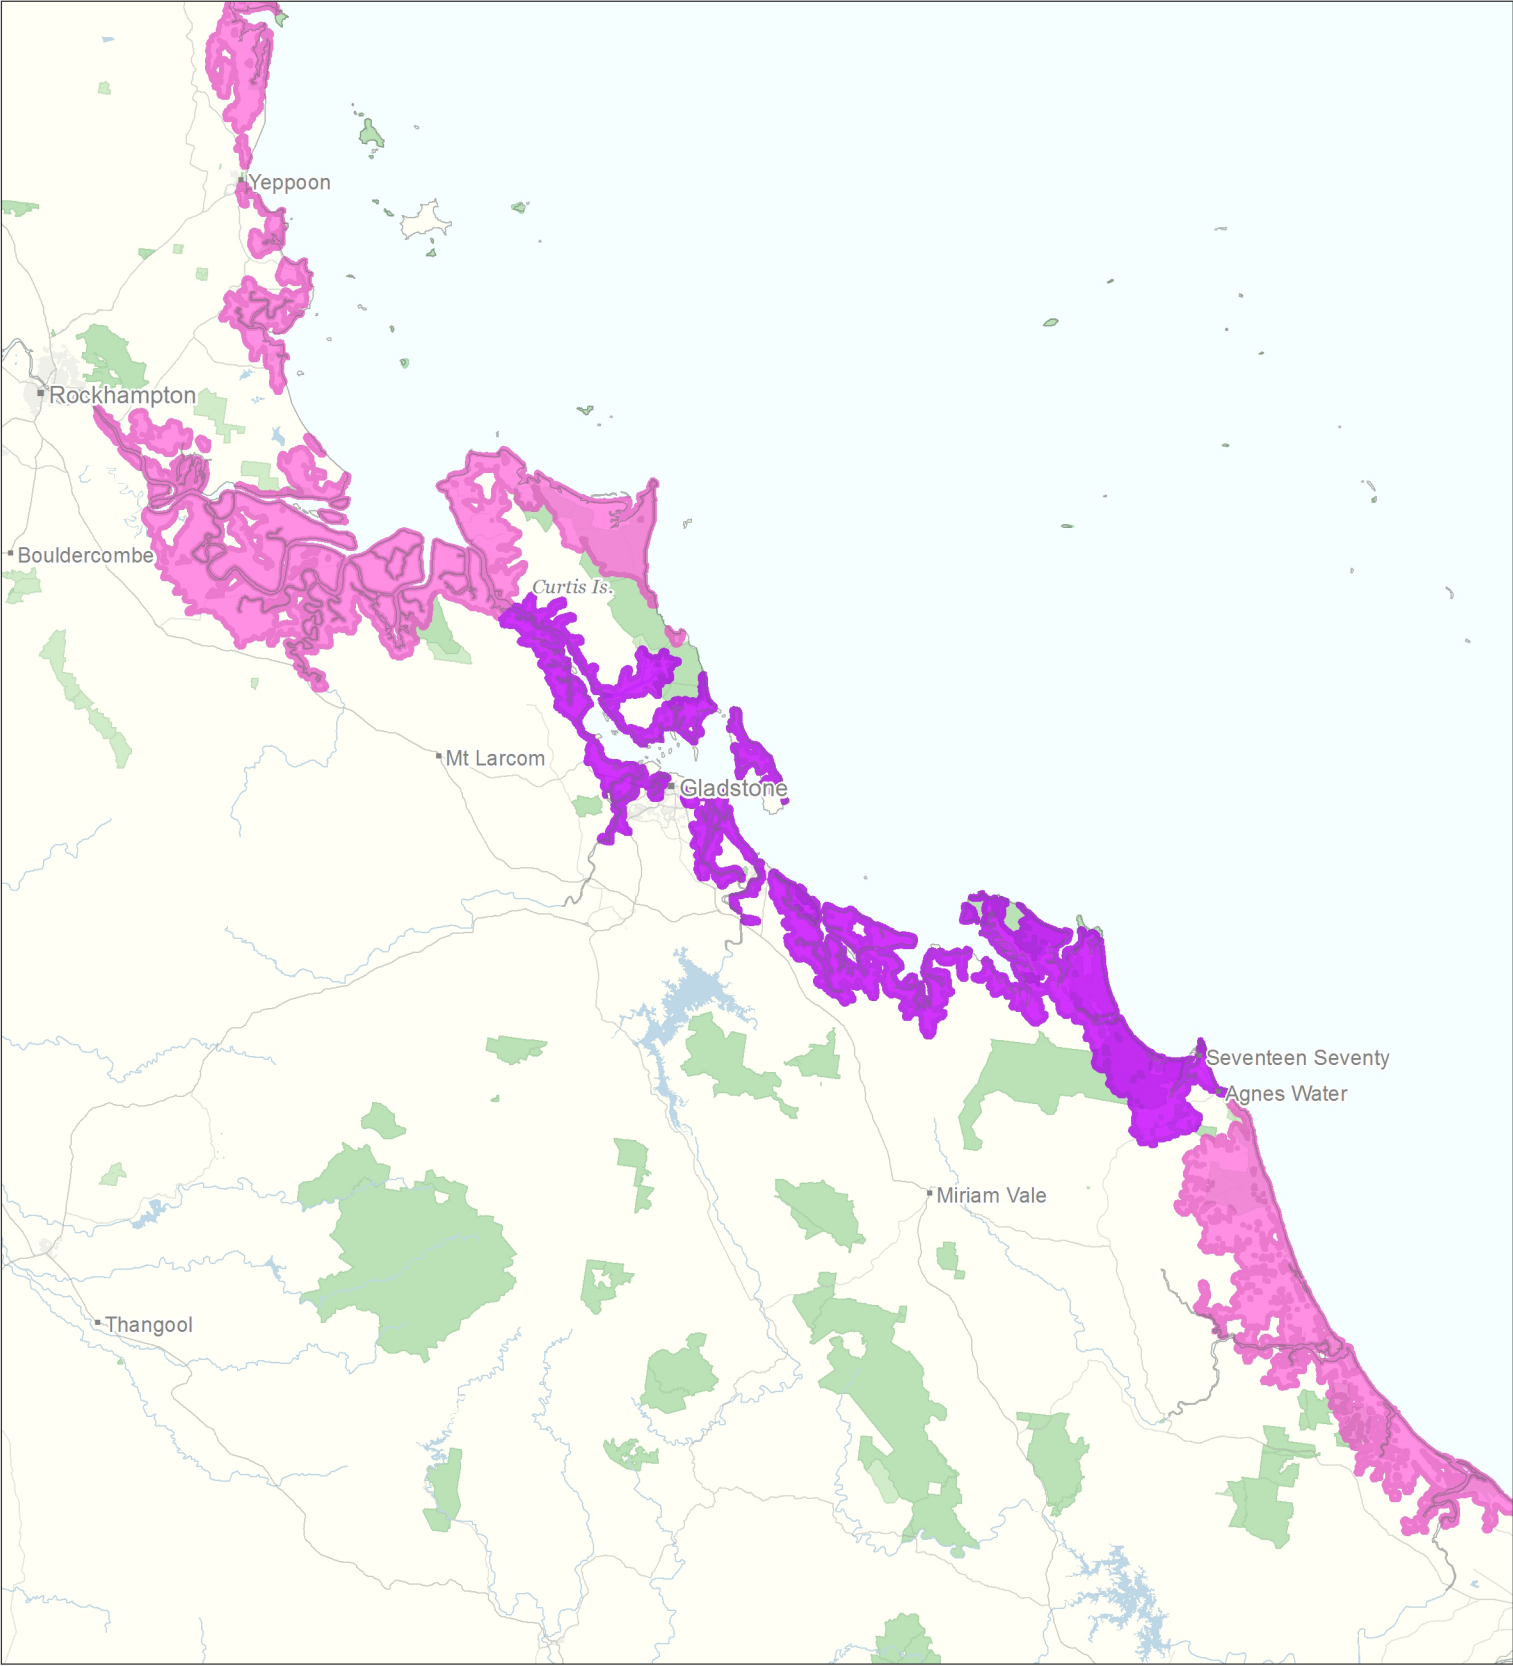 Yeppoon
Rockhampton
Bouldercombe
Curtis Is.
Mt Larcom
Gladstone
Seventeen Seventy
Agnes Water
Miriam Vale
Thangool